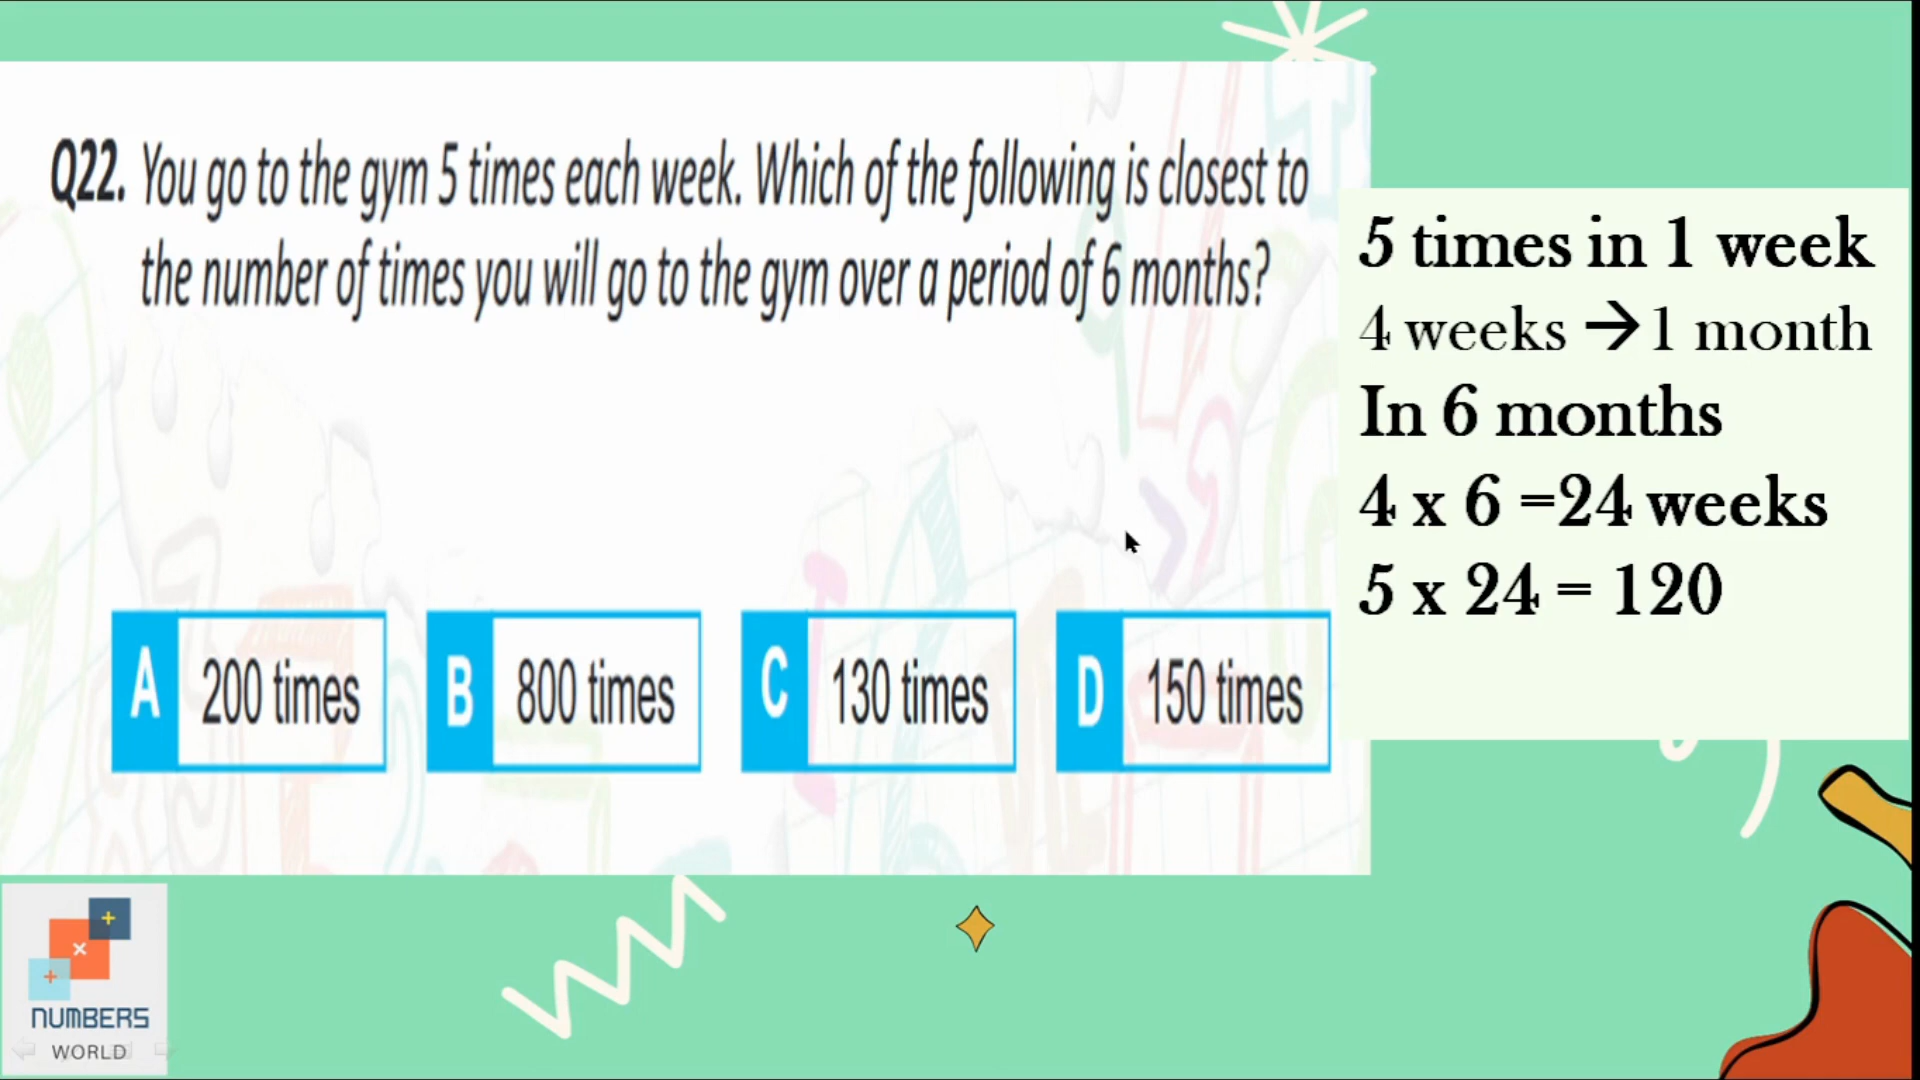 Q22. You go to the gym 5 times each week. Which of the following is closest to
the number of times you will go to the gym over a period of 6 months?
A 200 times
B 800 times
C 130 times
D 150 times
5 times in 1 week
4 weeks → 1 month
In 6 months
4 x 6 =24 weeks
5 x 24 = 120
NUMBERS
WORLD